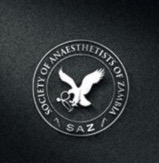 SOCIETY OF ANAESTHETISTS OF ZAMBIA
SAZ